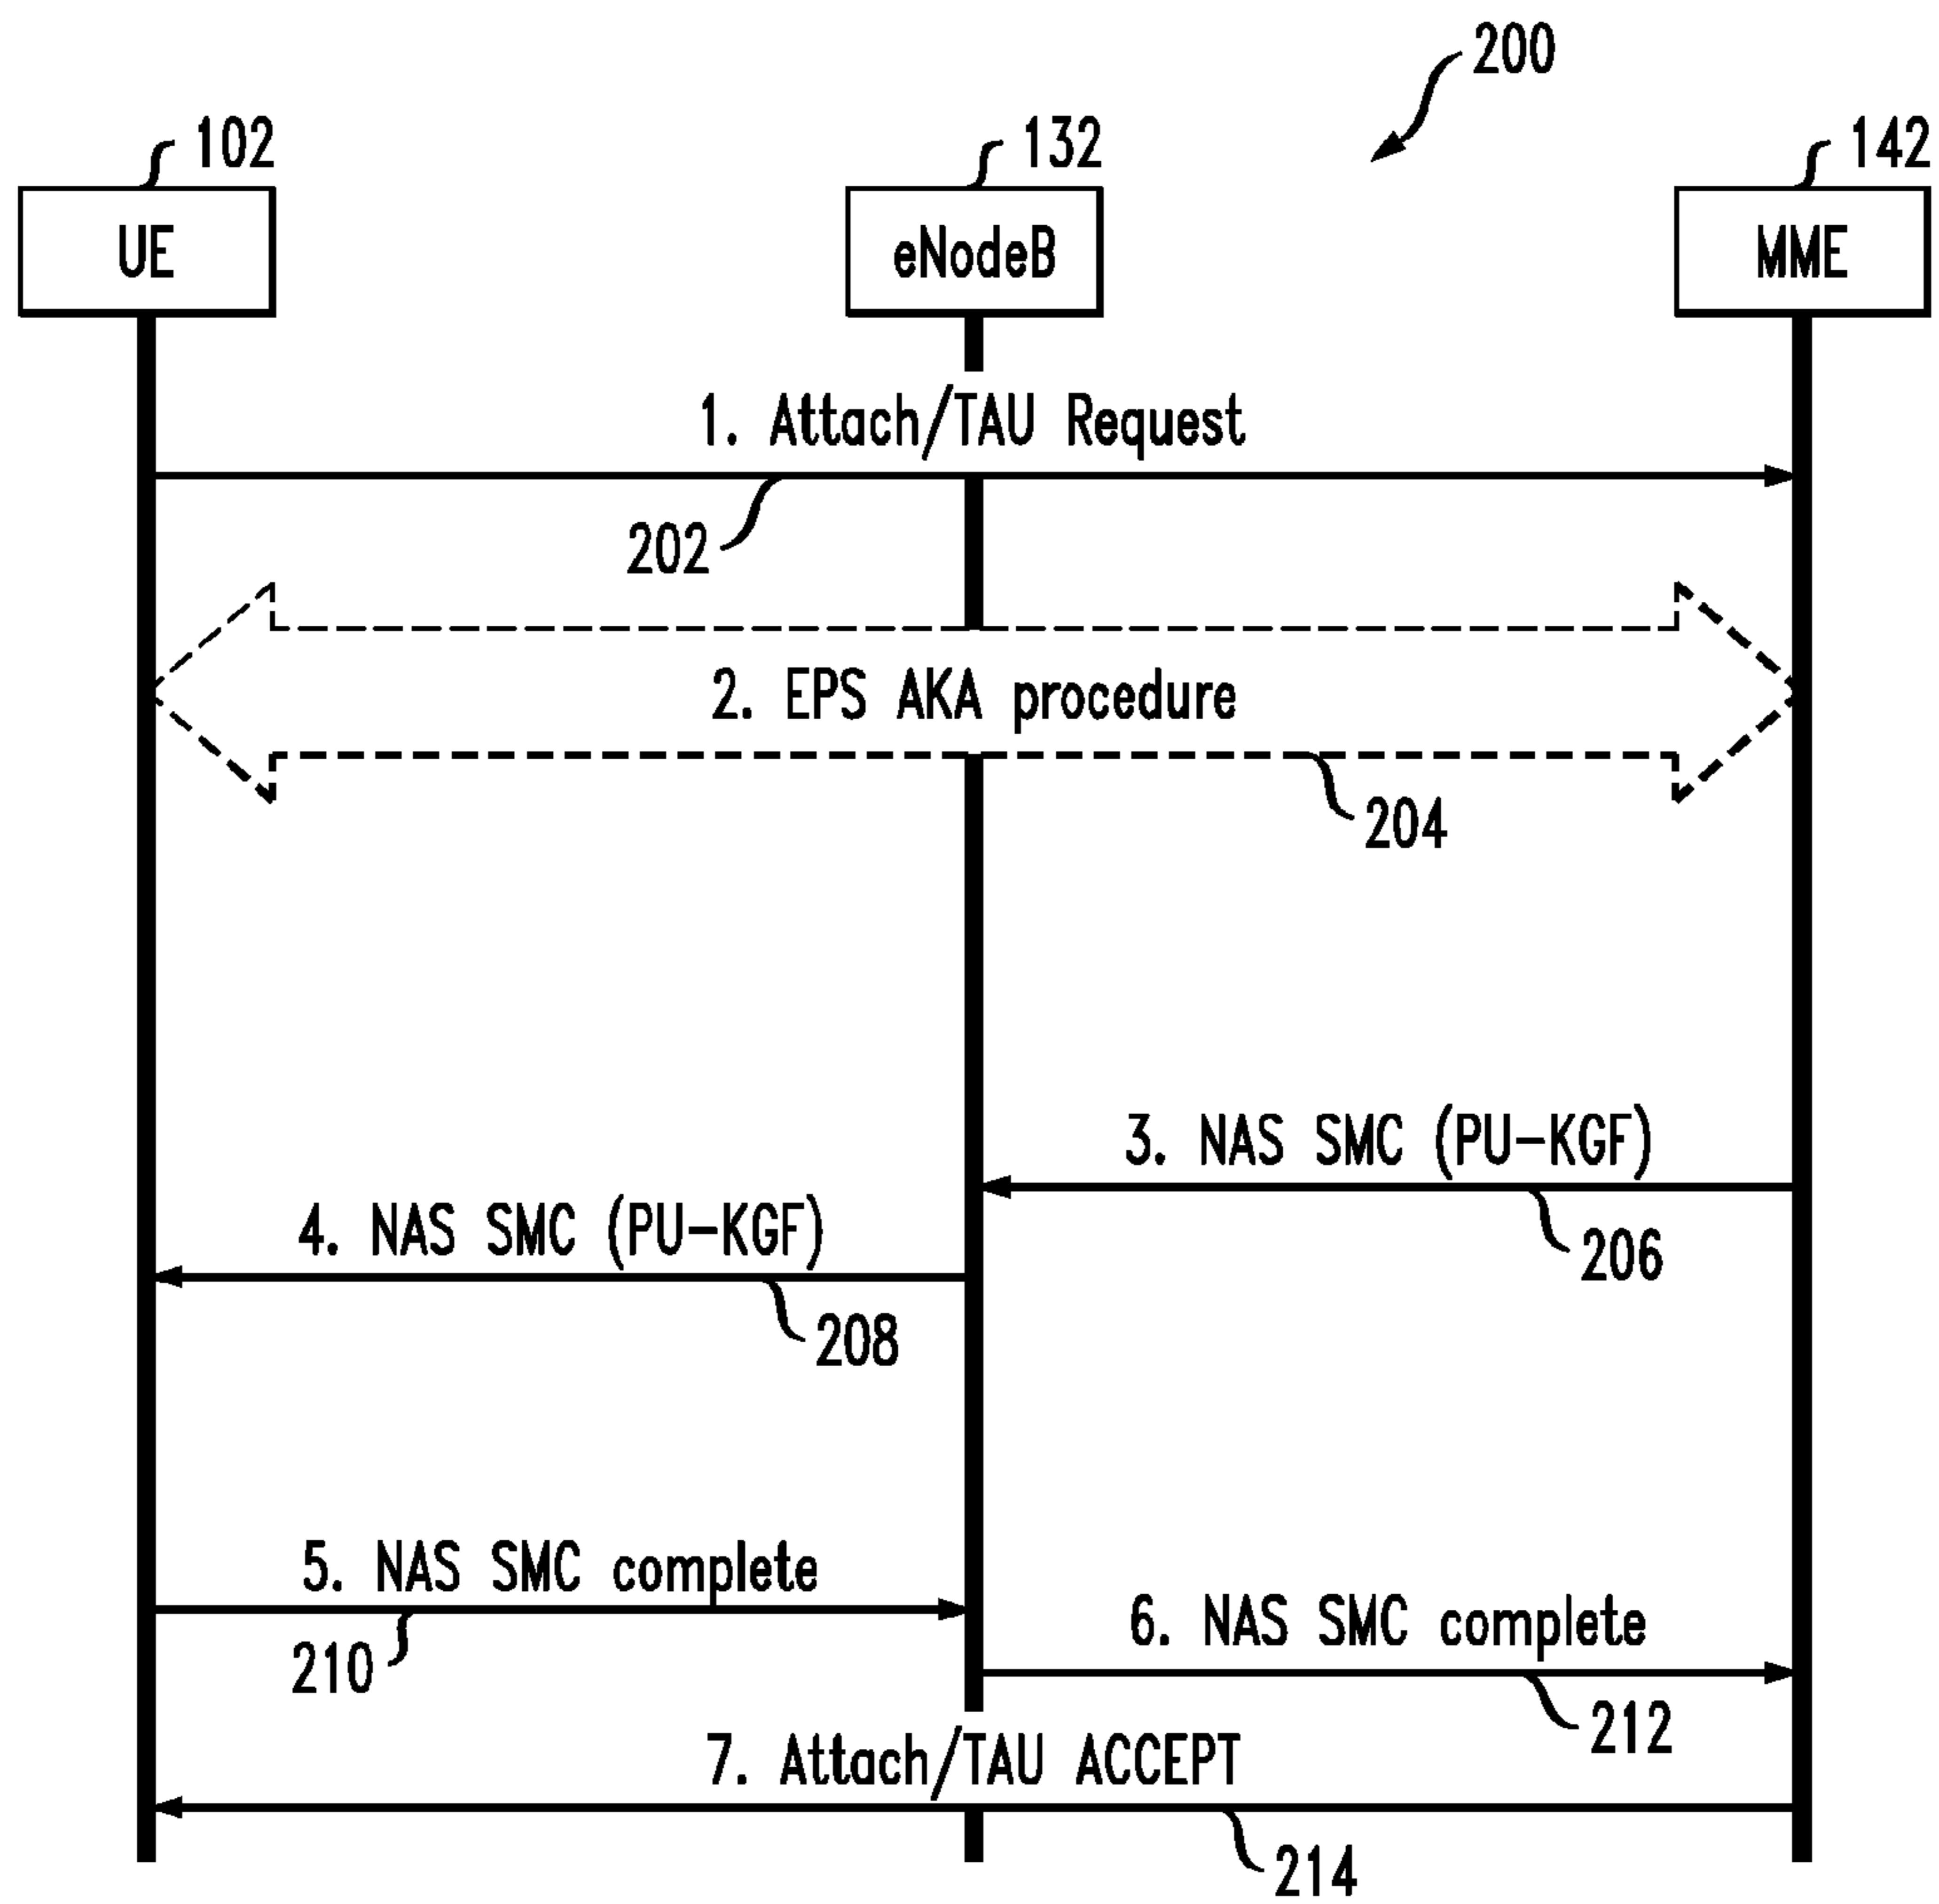 200
102
132
142
UE
eNodeB
MME
1. Attach/TAU Request
202
2. EPS AKA procedure
204
3. NAS SMC (PU-KGF)
206
4. NAS SMC (PU-KGF)
208
5. NAS SMC complete
210
6. NAS SMC complete
212
7. Attach/TAU ACCEPT
214